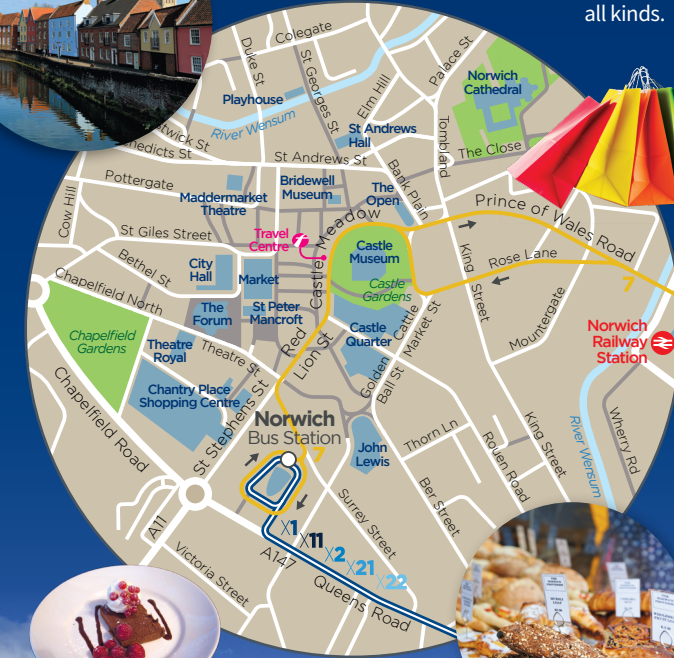 all kinds.
Colegate
Duke St
St Georges St
Elm Hill
Palace St
Norwich
Cathedral
Playhouse
River Wensum
St Andrews
Hall
Tombland
The Close
St Andrews St
Pottergate
Cow Hill
Maddermarket
Theatre
Bridewell
Museum
The
Open
Bank Plain
Prince of Wales Road
St Giles Street
Travel
Centre
Castle Meadow
Castle
Museum
King Street
Rose Lane
Bethel St
City
Hall
Market
Castle
Gardens
7
Chapelfield North
The
Forum
St Peter
Mancroft
Red Lion St
Castle
Quarter
Cattle Market St
Mountergate
Norwich
Railway
Station
Chapelfield
Gardens
Theatre
Royal
Theatre St
Golden Ball St
Chantry Place
Shopping Centre
Chapelfield Road
St Stephens St
Norwich
Bus Station
7
John
Lewis
Thorn Ln
Rouen Road
King Street
River Wensum
Wherry Rd
Ber Street
Surrey Street
A11
Victoria Street
A147
Queens Road
X1
X11
X2
X21
X22